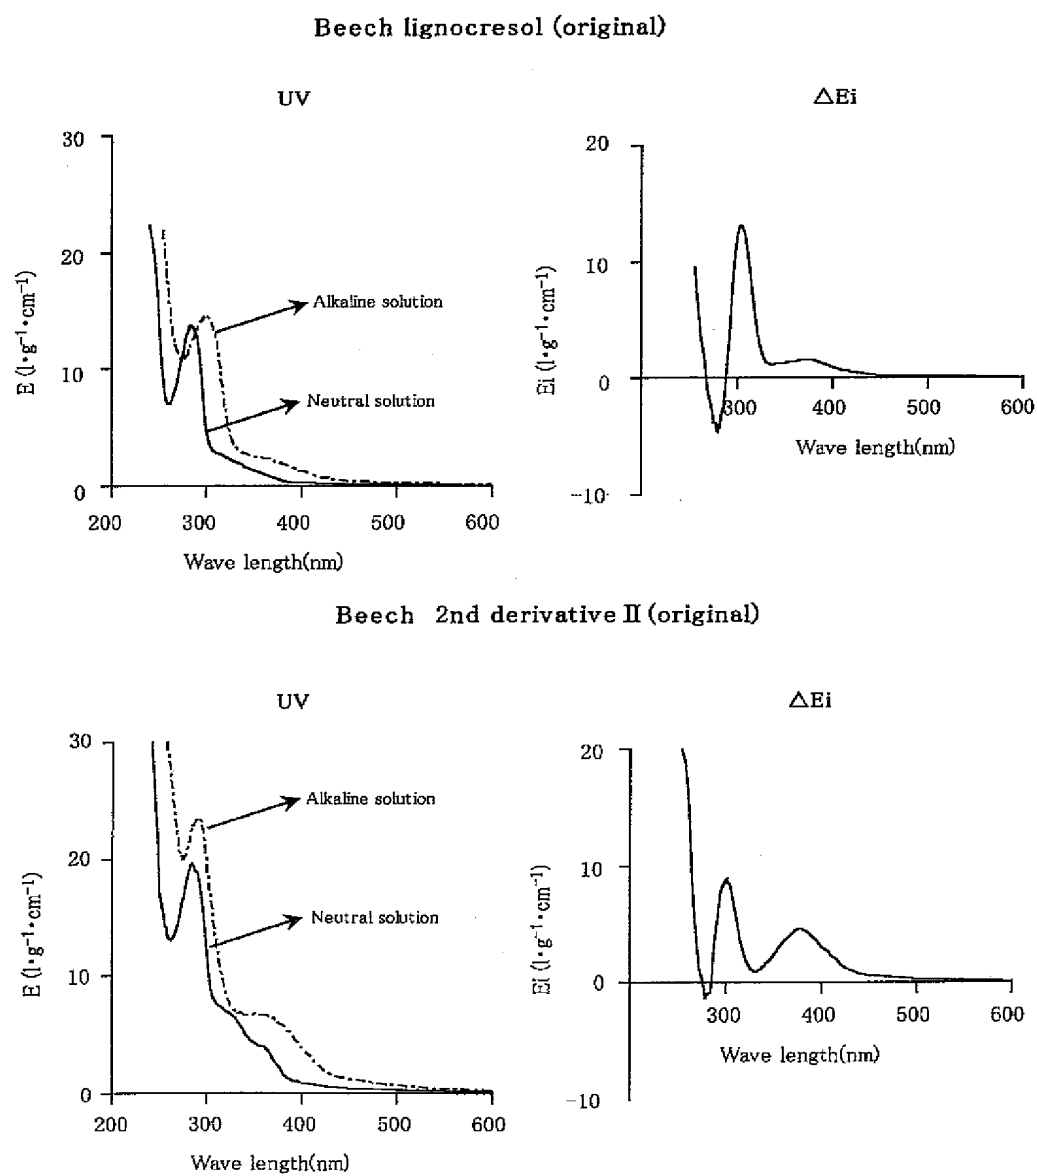 Beech lignocresol (original)
UV
△Ei
30
20
10
0
E (l•g⁻¹•cm⁻¹)
Alkaline solution
Neutral solution
200 300 400 500 600
Wave length(nm)
20
10
0
−10
Ei (l•g⁻¹•cm⁻¹)
300 400 500 600
Wave length(nm)
Beech 2nd derivative II (original)
UV
△Ei
30
20
10
0
E (l•g⁻¹•cm⁻¹)
Alkaline solution
Neutral solution
200 300 400 500 600
Wave length(nm)
20
10
0
−10
Ei (l•g⁻¹•cm⁻¹)
300 400 500 600
Wave length(nm)